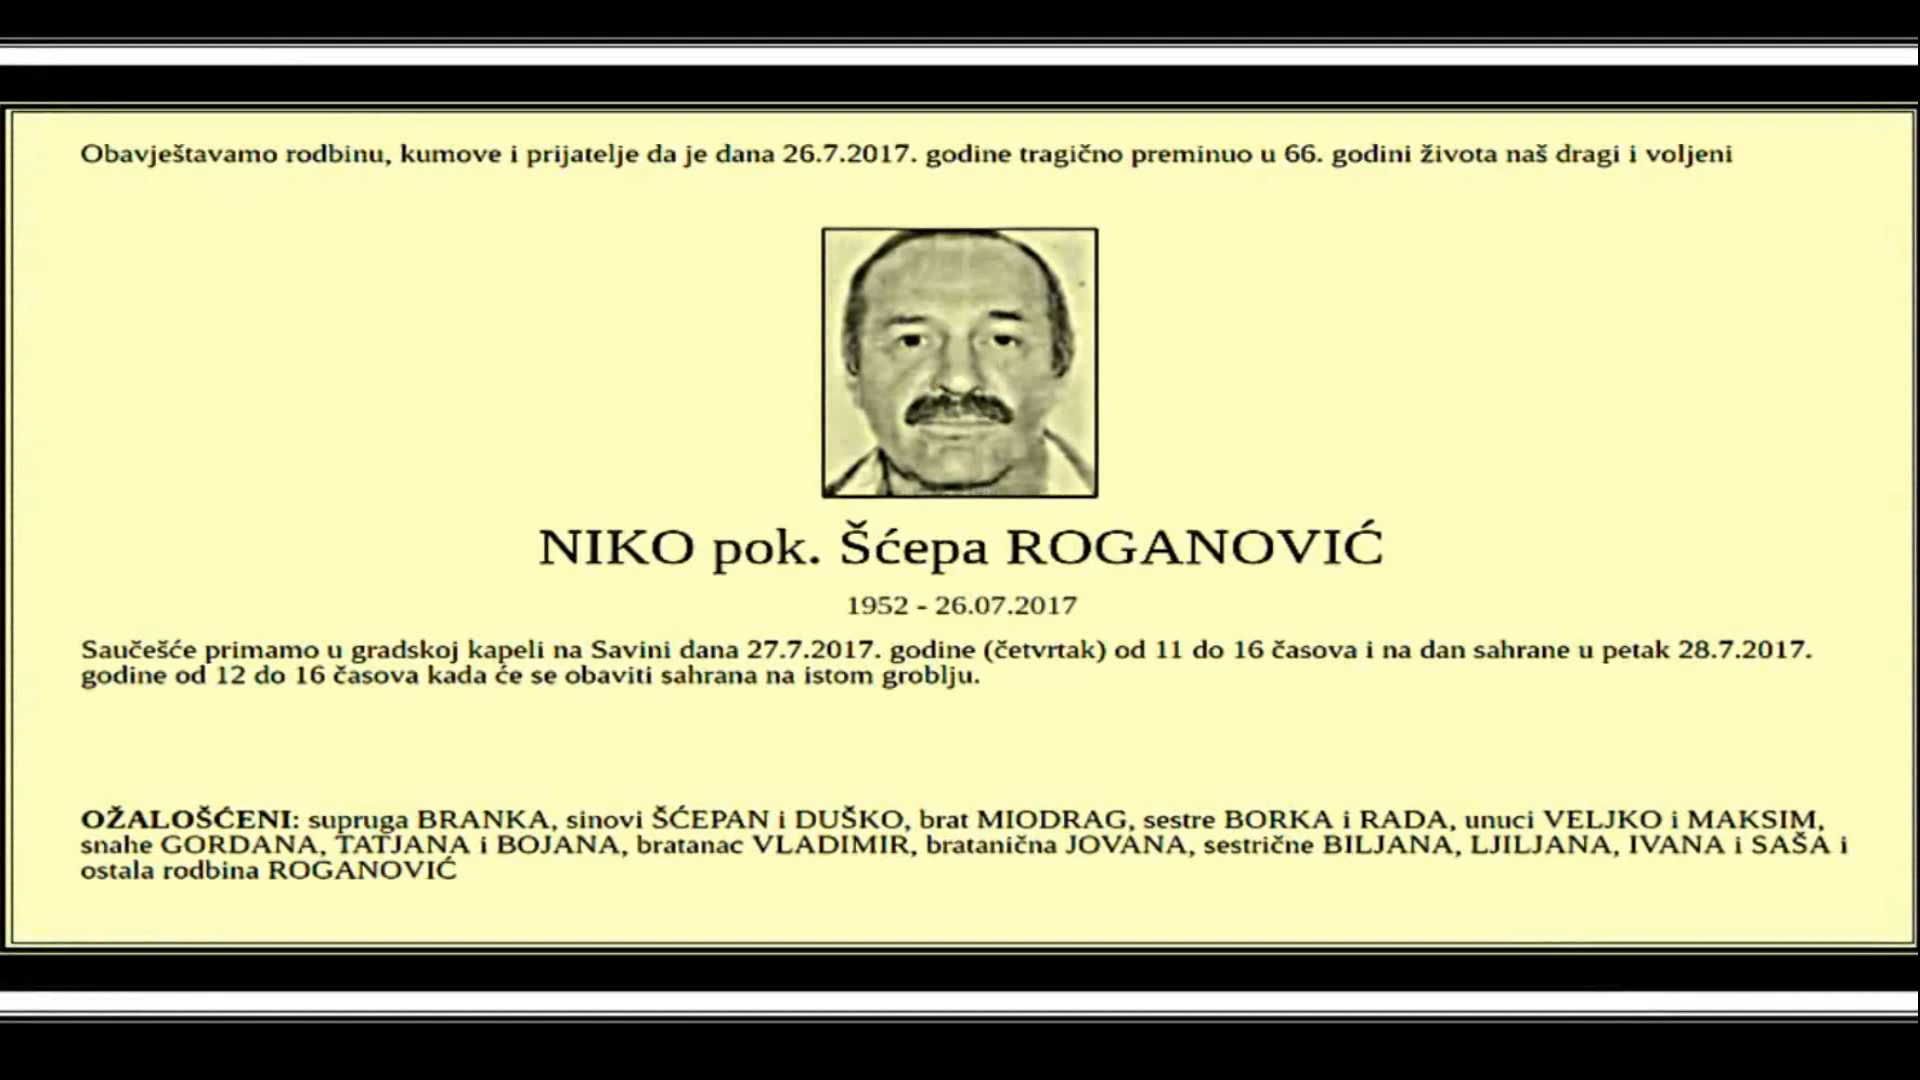 Obavještavamo rodbinu, kumove i prijatelje da je dana 26.7.2017. godine tragično preminuo u 66. godini života naš dragi i voljeni
NIKO pok. Šćepa ROGANOVIĆ
1952 - 26.07.2017
Saučešće primamo u gradskoj kapeli na Savini dana 27.7.2017. godine (četvrtak) od 11 do 16 časova i na dan sahrane u petak 28.7.2017.
godine od 12 do 16 časova kada će se obaviti sahrana na istom groblju.
OŽALOŠĆENI: supruga BRANKA, sinovi ŠĆEPAN i DUŠKO, brat MIODRAG, sestre BORKA i RADA, unuci VELJKO i MAKSIM,
snahe GORDANA, TATJANA i BOJANA, bratanac VLADIMIR, bratanična JOVANA, sestrične BILJANA, LJILJANA, IVANA i SAŠA i
ostala rodbina ROGANOVIĆ